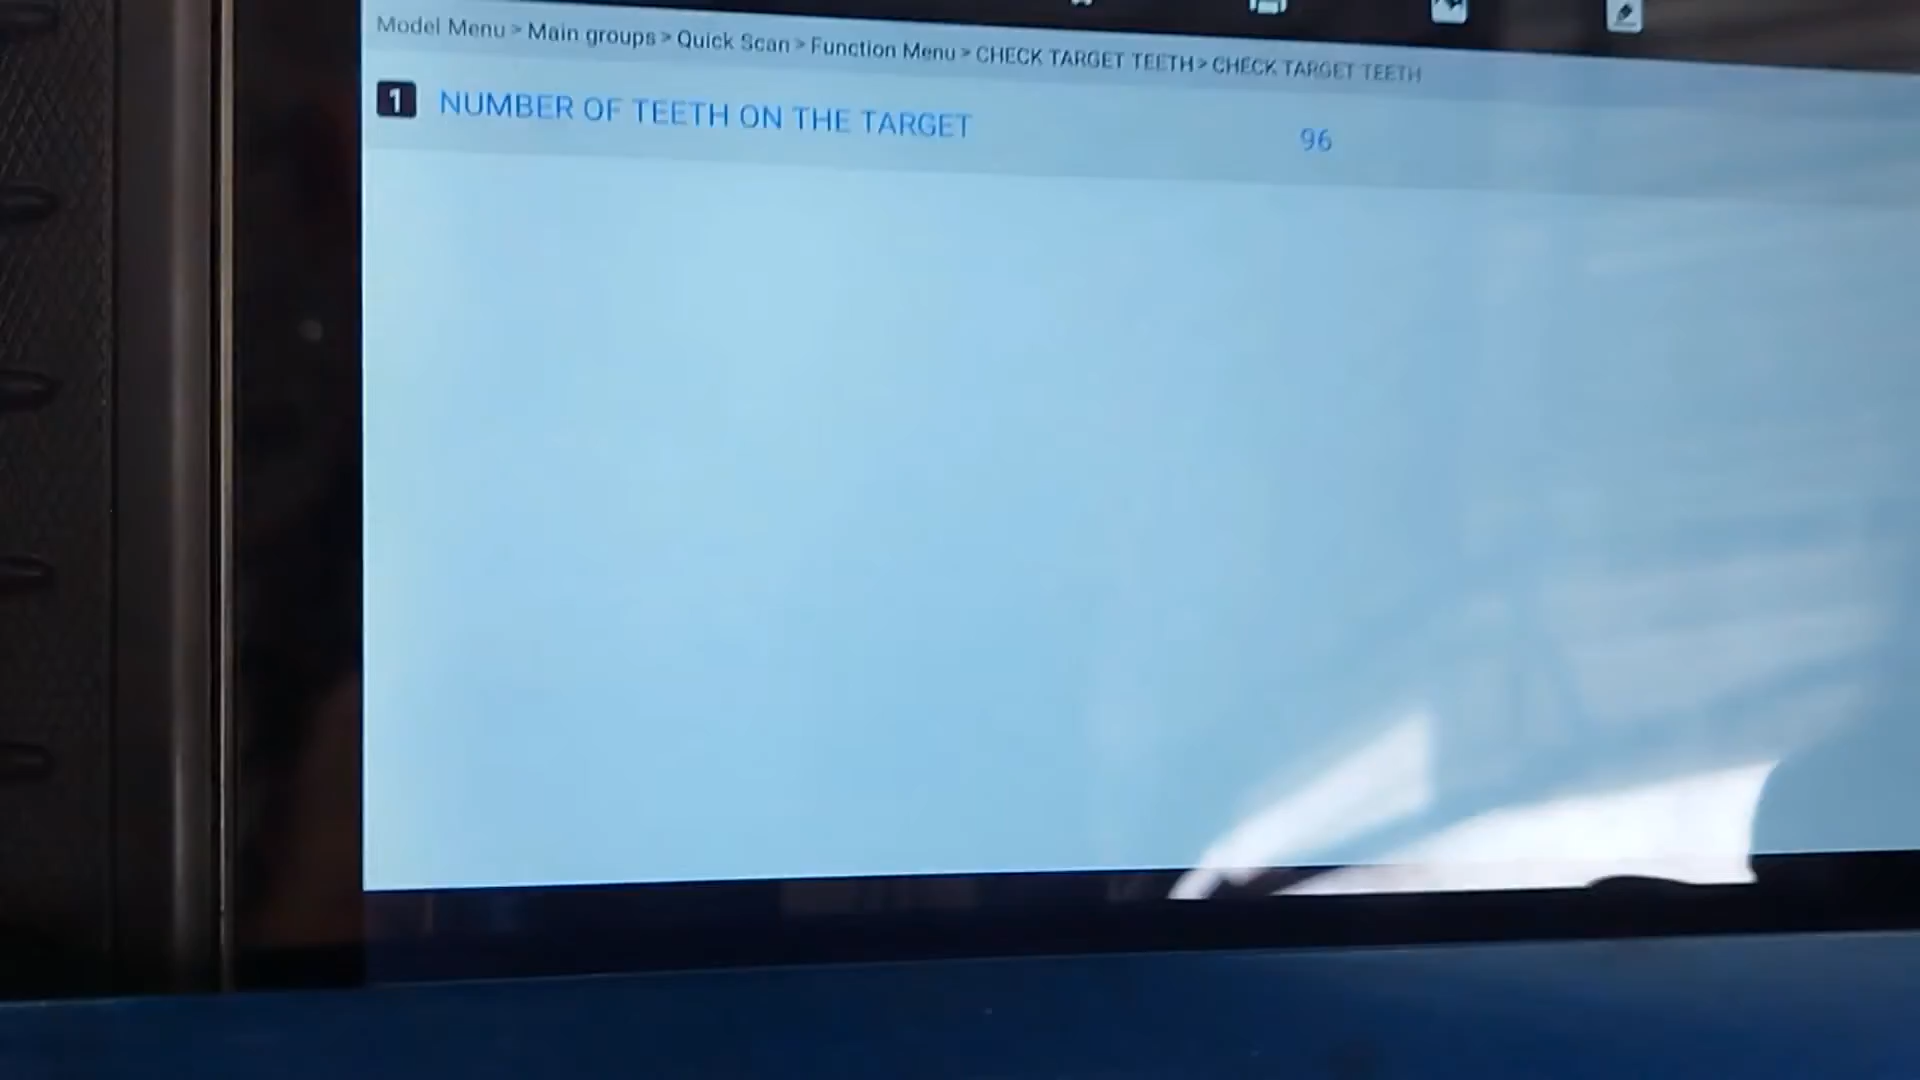 Model Menu > Main groups > Quick Scan > Function Menu > CHECK TARGET TEETH > CHECK TARGET TEETH
1 NUMBER OF TEETH ON THE TARGET 96